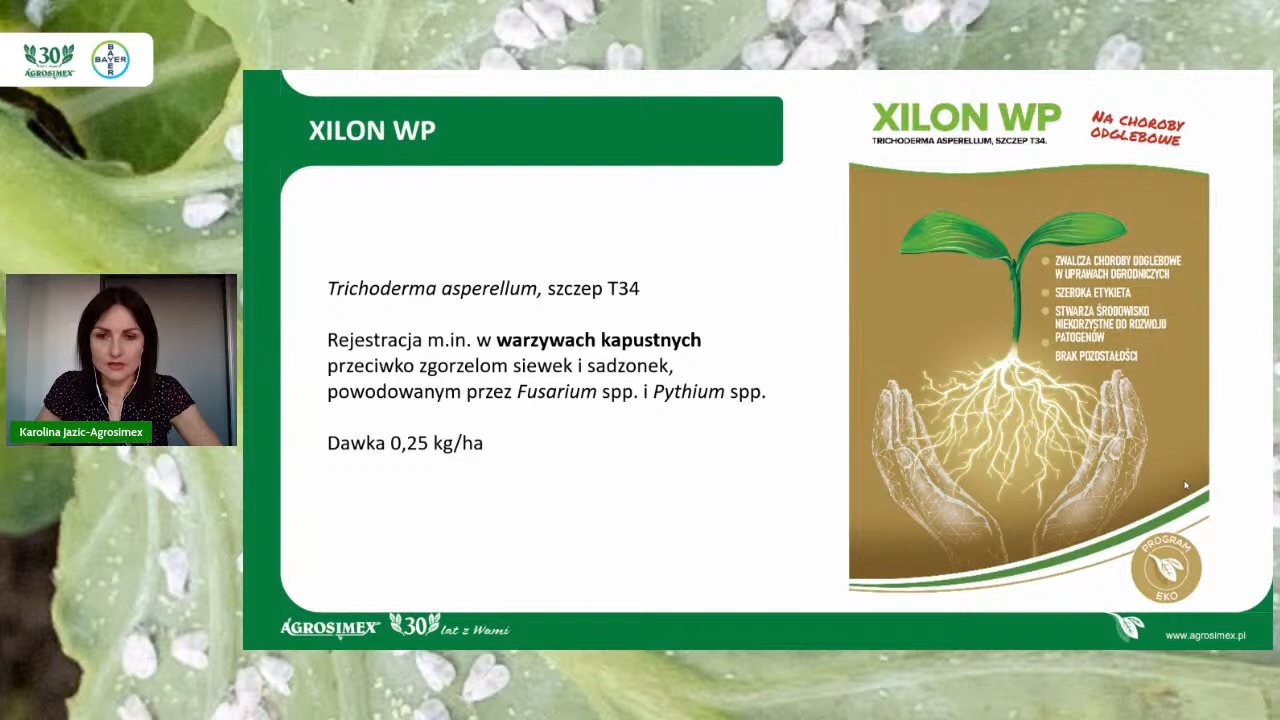 30
AGROSIMEX
BAYER
BAYER
XILON WP
Trichoderma asperellum, szczep T34
Rejestracja m.in. w warzywach kapustnych
przeciwko zgorzelom siewek i sadzonek,
powodowanym przez Fusarium spp. i Pythium spp.
Dawka 0,25 kg/ha
XILON WP
TRICHODERMA ASPERELLUM, SZCZEP T34.
NA CHOROBY
ODGLEBOWE
ZWALCZA CHOROBY ODGLEBOWE
W UPRAWACH OGRODNICZYCH
SZEROKA ETYKIETA
STWARZA ŚRODOWISKO
NIEKORZYSTNE DO ROZWOJU
PATOGENÓW
BRAK POZOSTAŁOŚCI
PROGRAM
EKO
Karolina Jazic-Agrosimex
AGROSIMEX 30 lat z Wami
www.agrosimex.pl